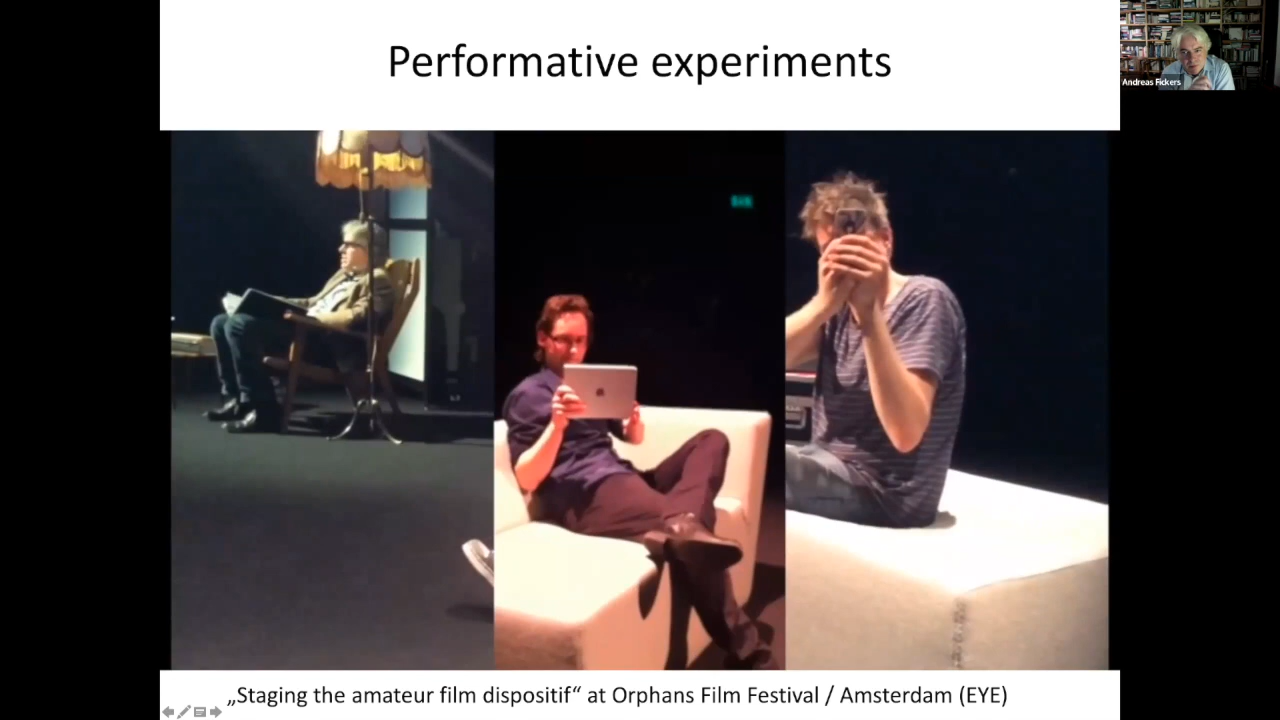 Performative experiments
Andreas Fickers
„Staging the amateur film dispositif“ at Orphans Film Festival / Amsterdam (EYE)